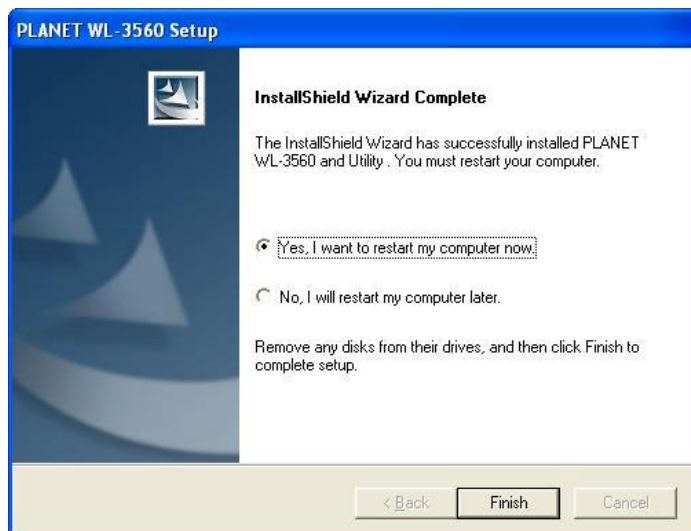 PLANET WL-3560 Setup
InstallShield Wizard Complete
The InstallShield Wizard has successfully installed PLANET
WL-3560 and Utility . You must restart your computer.
Yes, I want to restart my computer now.
No, I will restart my computer later.
Remove any disks from their drives, and then click Finish to
complete setup.
< Back Finish Cancel